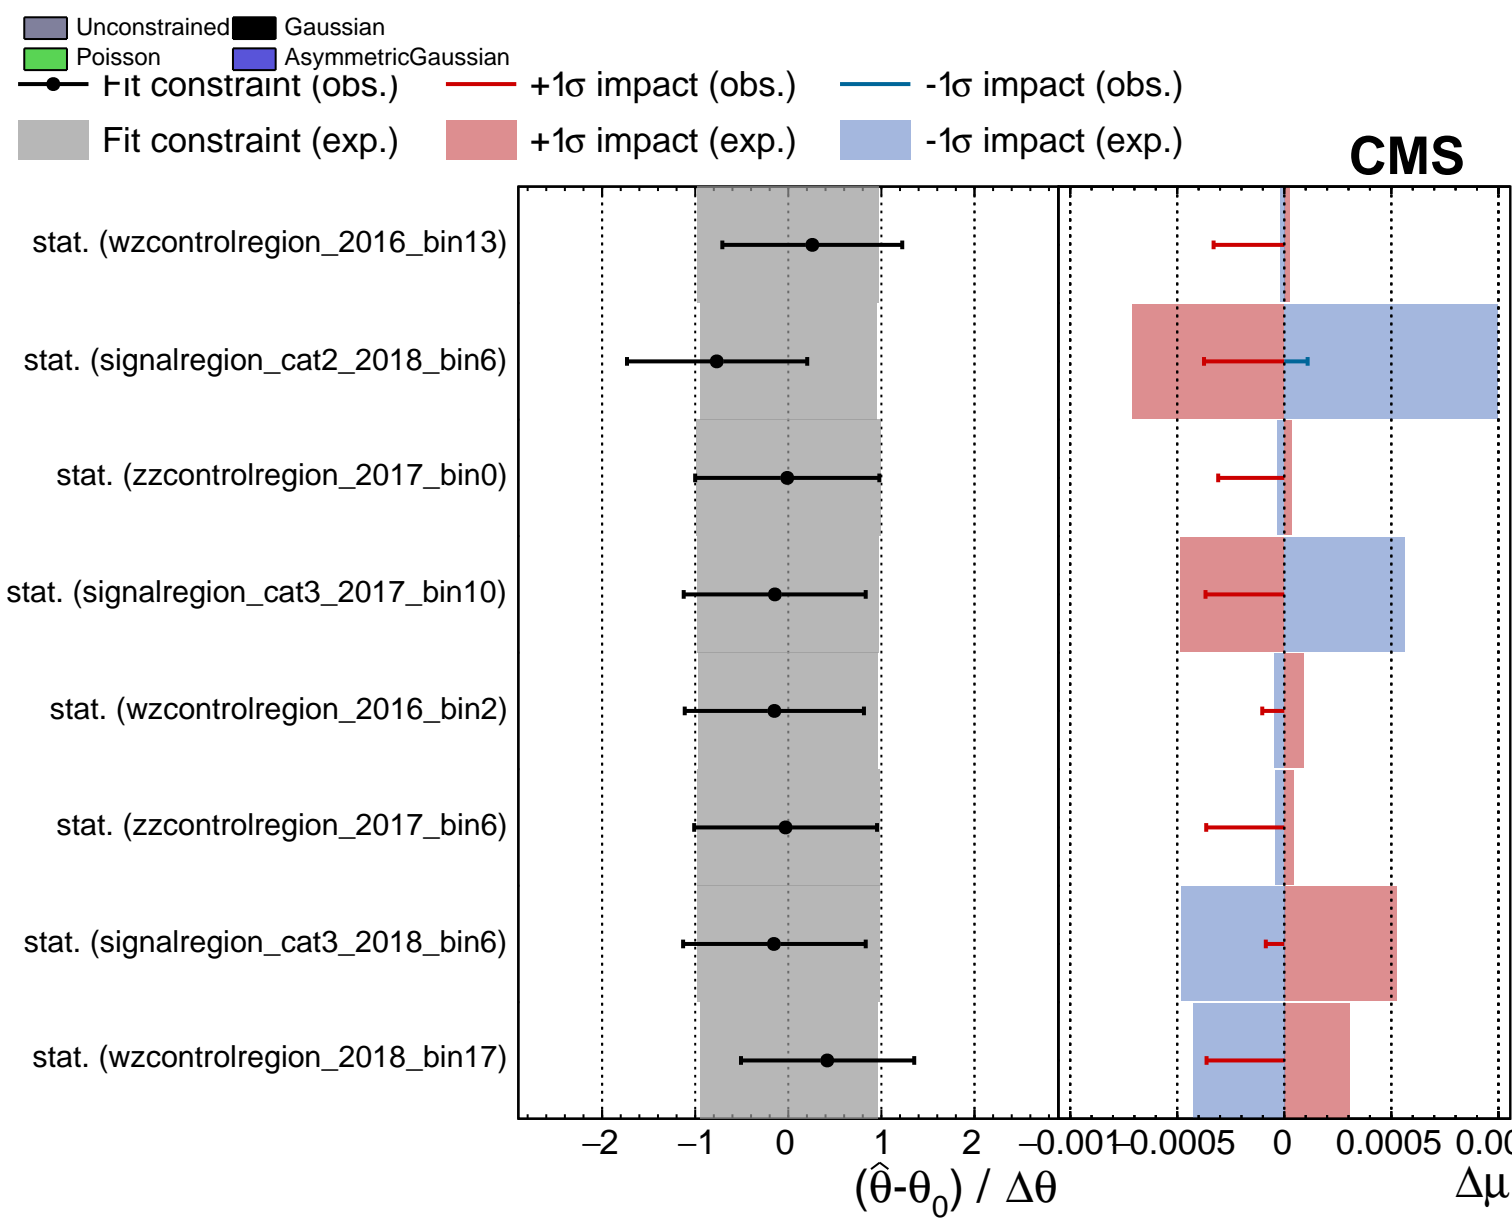 Unconstrained Gaussian
Poisson AsymmetricGaussian
Fit constraint (obs.) +1σ impact (obs.) -1σ impact (obs.)
Fit constraint (exp.) +1σ impact (exp.) -1σ impact (exp.)
CMS
stat. (wzcontrolregion_2016_bin13)
stat. (signalregion_cat2_2018_bin6)
stat. (zzcontrolregion_2017_bin0)
stat. (signalregion_cat3_2017_bin10)
stat. (wzcontrolregion_2016_bin2)
stat. (zzcontrolregion_2017_bin6)
stat. (signalregion_cat3_2018_bin6)
stat. (wzcontrolregion_2018_bin17)
−2 −1 0 1 2 −0.001 −0.0005 0 0.0005 0.00
(θ̂-θ0) / Δθ Δμ